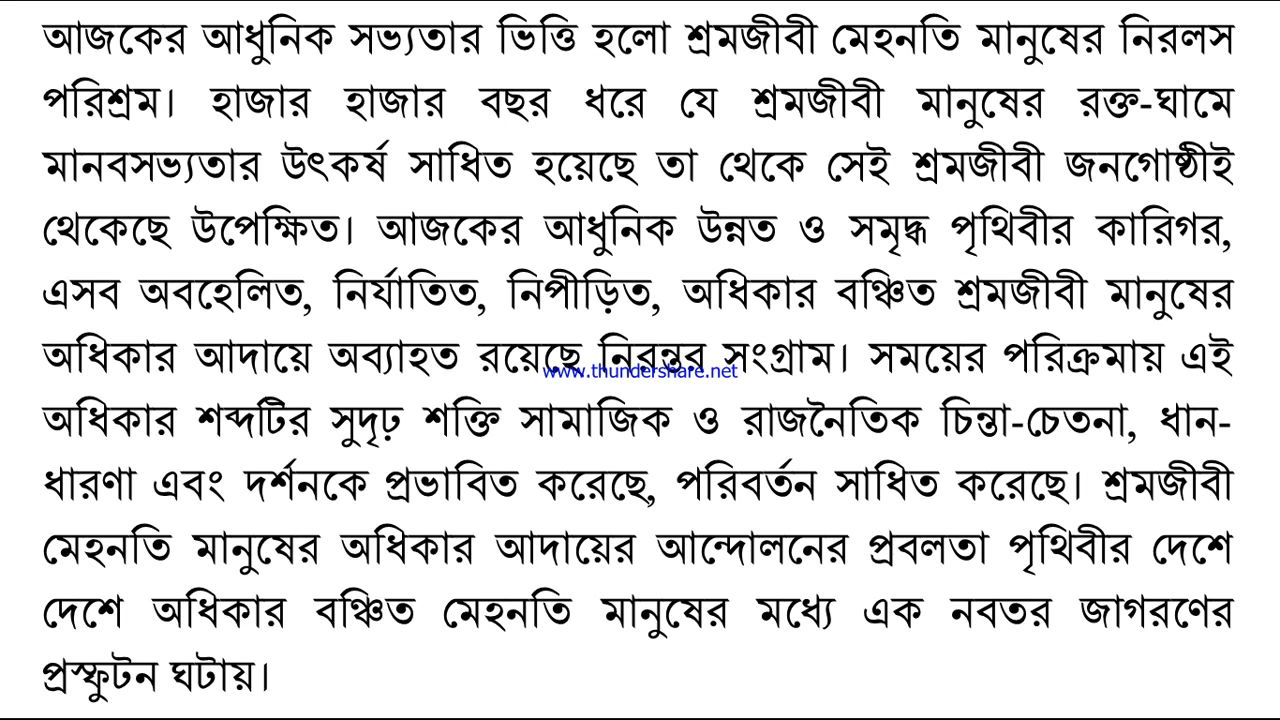 আজকের আধুনিক সভ্যতার ভিত্তি হলো শ্রমজীবী মেহনতি মানুষের নিরলস
পরিশ্রম। হাজার হাজার বছর ধরে যে শ্রমজীবী মানুষের রক্ত-ঘামে
মানবসভ্যতার উৎকর্ষ সাধিত হয়েছে তা থেকে সেই শ্রমজীবী জনগোষ্ঠীই
থেকেছে উপেক্ষিত। আজকের আধুনিক উন্নত ও সমৃদ্ধ পৃথিবীর কারিগর,
এসব অবহেলিত, নির্যাতিত, নিপীড়িত, অধিকার বঞ্চিত শ্রমজীবী মানুষের
অধিকার আদায়ে অব্যাহত রয়েছে নিরন্তর সংগ্রাম। সময়ের পরিক্রমায় এই
www.thundershare.net
অধিকার শব্দটির সুদৃঢ় শক্তি সামাজিক ও রাজনৈতিক চিন্তা-চেতনা, ধান-
ধারণা এবং দর্শনকে প্রভাবিত করেছে, পরিবর্তন সাধিত করেছে। শ্রমজীবী
মেহনতি মানুষের অধিকার আদায়ের আন্দোলনের প্রবলতা পৃথিবীর দেশে
দেশে অধিকার বঞ্চিত মেহনতি মানুষের মধ্যে এক নবতর জাগরণের
প্রস্ফুটন ঘটায়।